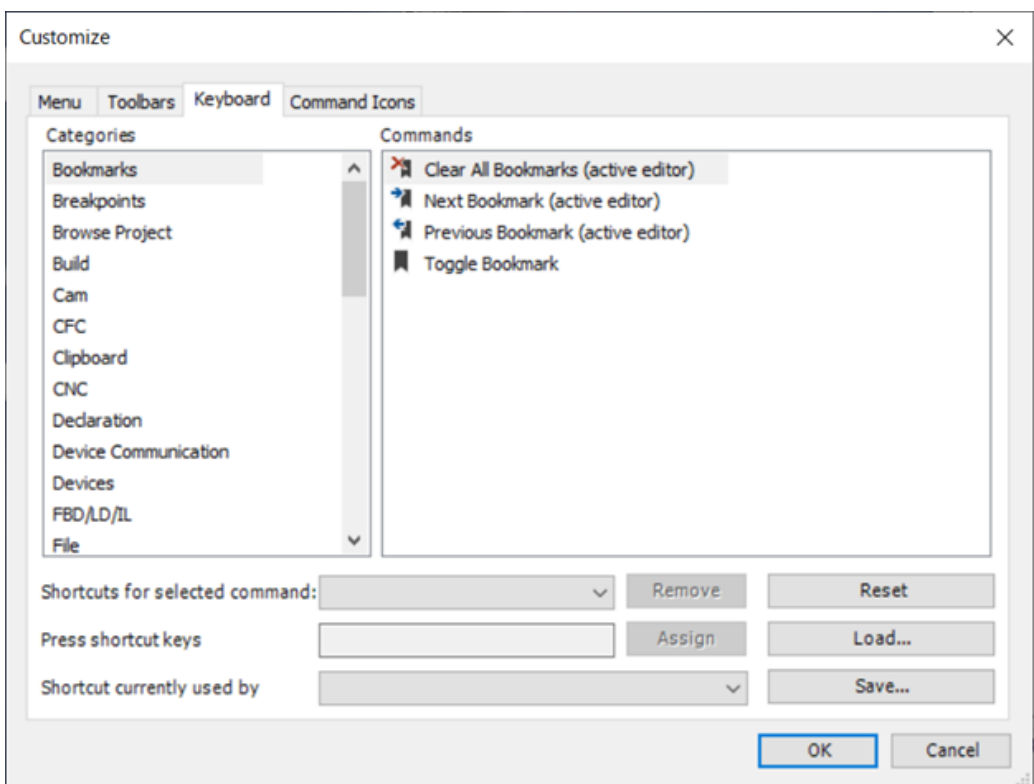 Customize
Menu Toolbars Keyboard Command Icons
Categories
Bookmarks
Breakpoints
Browse Project
Build
Cam
CFC
Clipboard
CNC
Declaration
Device Communication
Devices
FBD/LD/IL
File
Commands
Clear All Bookmarks (active editor)
Next Bookmark (active editor)
Previous Bookmark (active editor)
Toggle Bookmark
Shortcuts for selected command: Remove Reset
Press shortcut keys Assign Load...
Shortcut currently used by Save...
OK Cancel